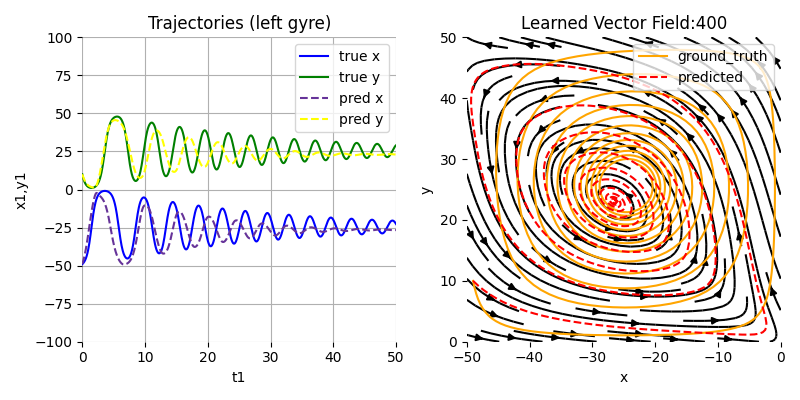 Trajectories (left gyre)
100
75
50
25
0
−25
−50
−75
−100
x1,y1
0
10
20
30
40
50
t1
true x
true y
pred x
pred y
Learned Vector Field:400
50
40
30
20
10
0
y
−50
−40
−30
−20
−10
0
x
ground_truth
predicted